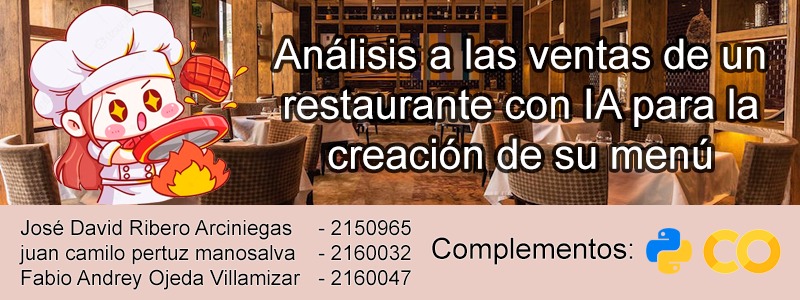 Análisis a las ventas de un
restaurante con IA para la
creación de su menú
José David Ribero Arciniegas - 2150965
juan camilo pertuz manosalva - 2160032
Fabio Andrey Ojeda Villamizar - 2160047
Complementos: CO